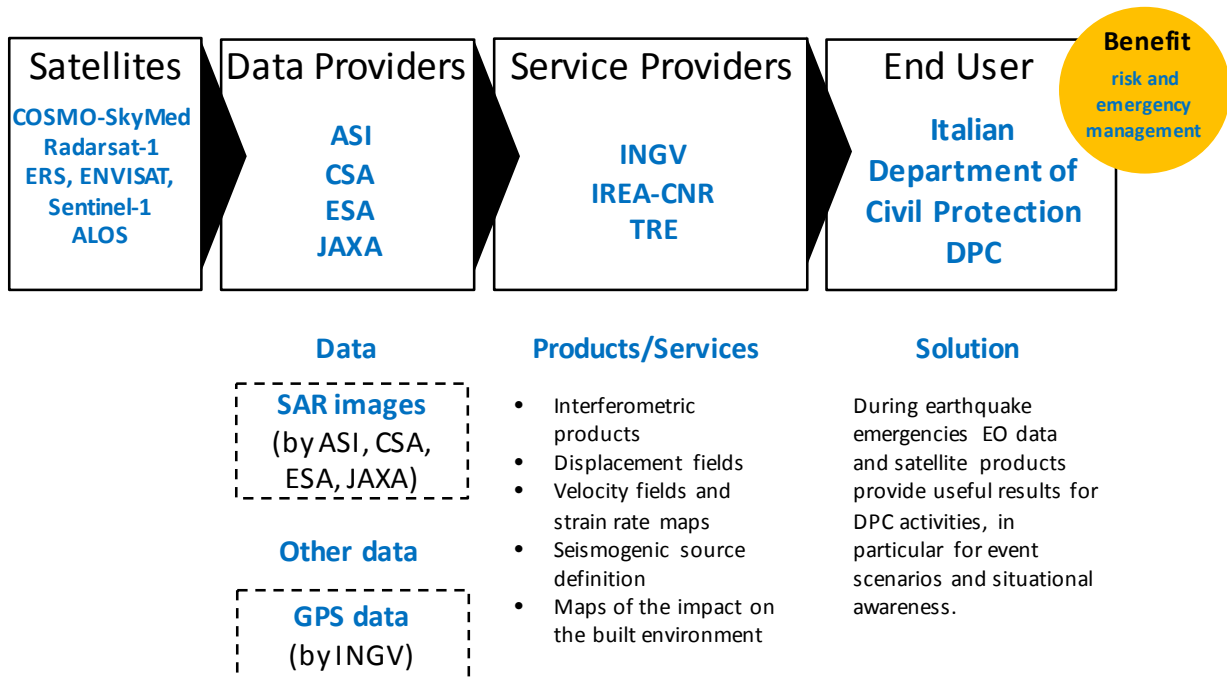 Satellites
COSMO-SkyMed
Radarsat-1
ERS, ENVISAT,
Sentinel-1
ALOS
Data Providers
ASI
CSA
ESA
JAXA
Service Providers
INGV
IREA-CNR
TRE
End User
Italian
Department of
Civil Protection
DPC
Benefit
risk and
emergency
management
Data
SAR images
(by ASI, CSA,
ESA, JAXA)
Other data
GPS data
(by INGV)
Products/Services
• Interferometric
products
• Displacement fields
• Velocity fields and
strain rate maps
• Seismogenic source
definition
• Maps of the impact on
the built environment
Solution
During earthquake
emergencies EO data
and satellite products
provide useful results for
DPC activities, in
particular for event
scenarios and situational
awareness.